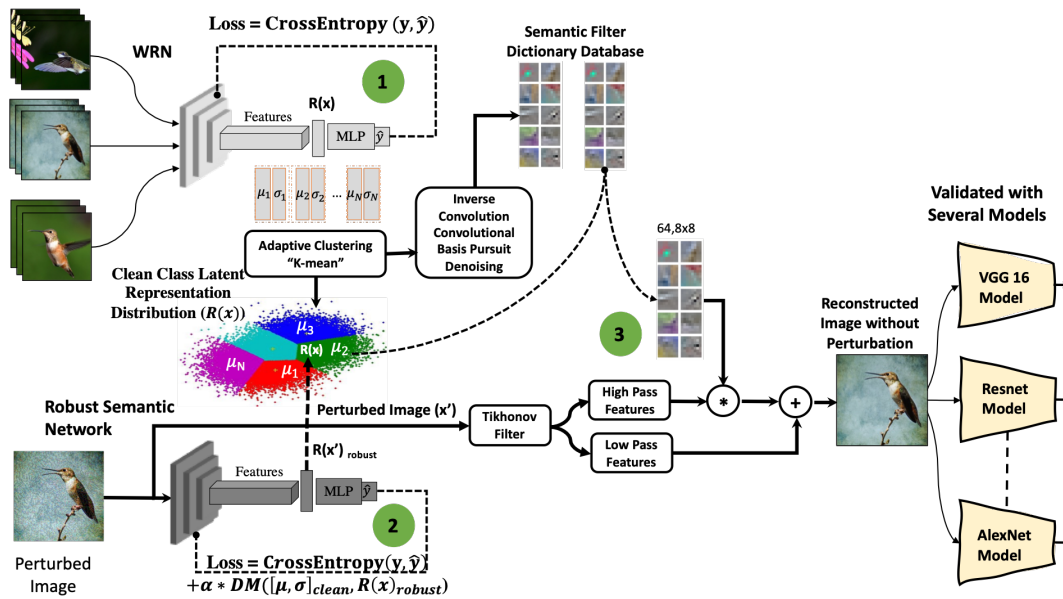 Loss = CrossEntropy (y, ŷ)
WRN
1
Features
R(x)
MLP
ŷ
μ1 σ1 μ2 σ2 ... μN σN
Semantic Filter
Dictionary Database
Adaptive Clustering
“K-mean”
Inverse
Convolution
Convolutional
Basis Pursuit
Denoising
Clean Class Latent
Representation
Distribution (R(x))
μ3
R(x)
μ2
μN
μ1
64,8x8
3
Validated with
Several Models
VGG 16
Model
Reconstructed
Image without
Perturbation
Resnet
Model
AlexNet
Model
Robust Semantic
Network
Perturbed Image (x’)
Tikhonov
Filter
High Pass
Features
*
+
Low Pass
Features
R(x’) robust
Features
MLP
ŷ
2
Perturbed
Image
Loss = CrossEntropy(y, ŷ)
+α * DM([μ, σ]clean, R(x)robust)